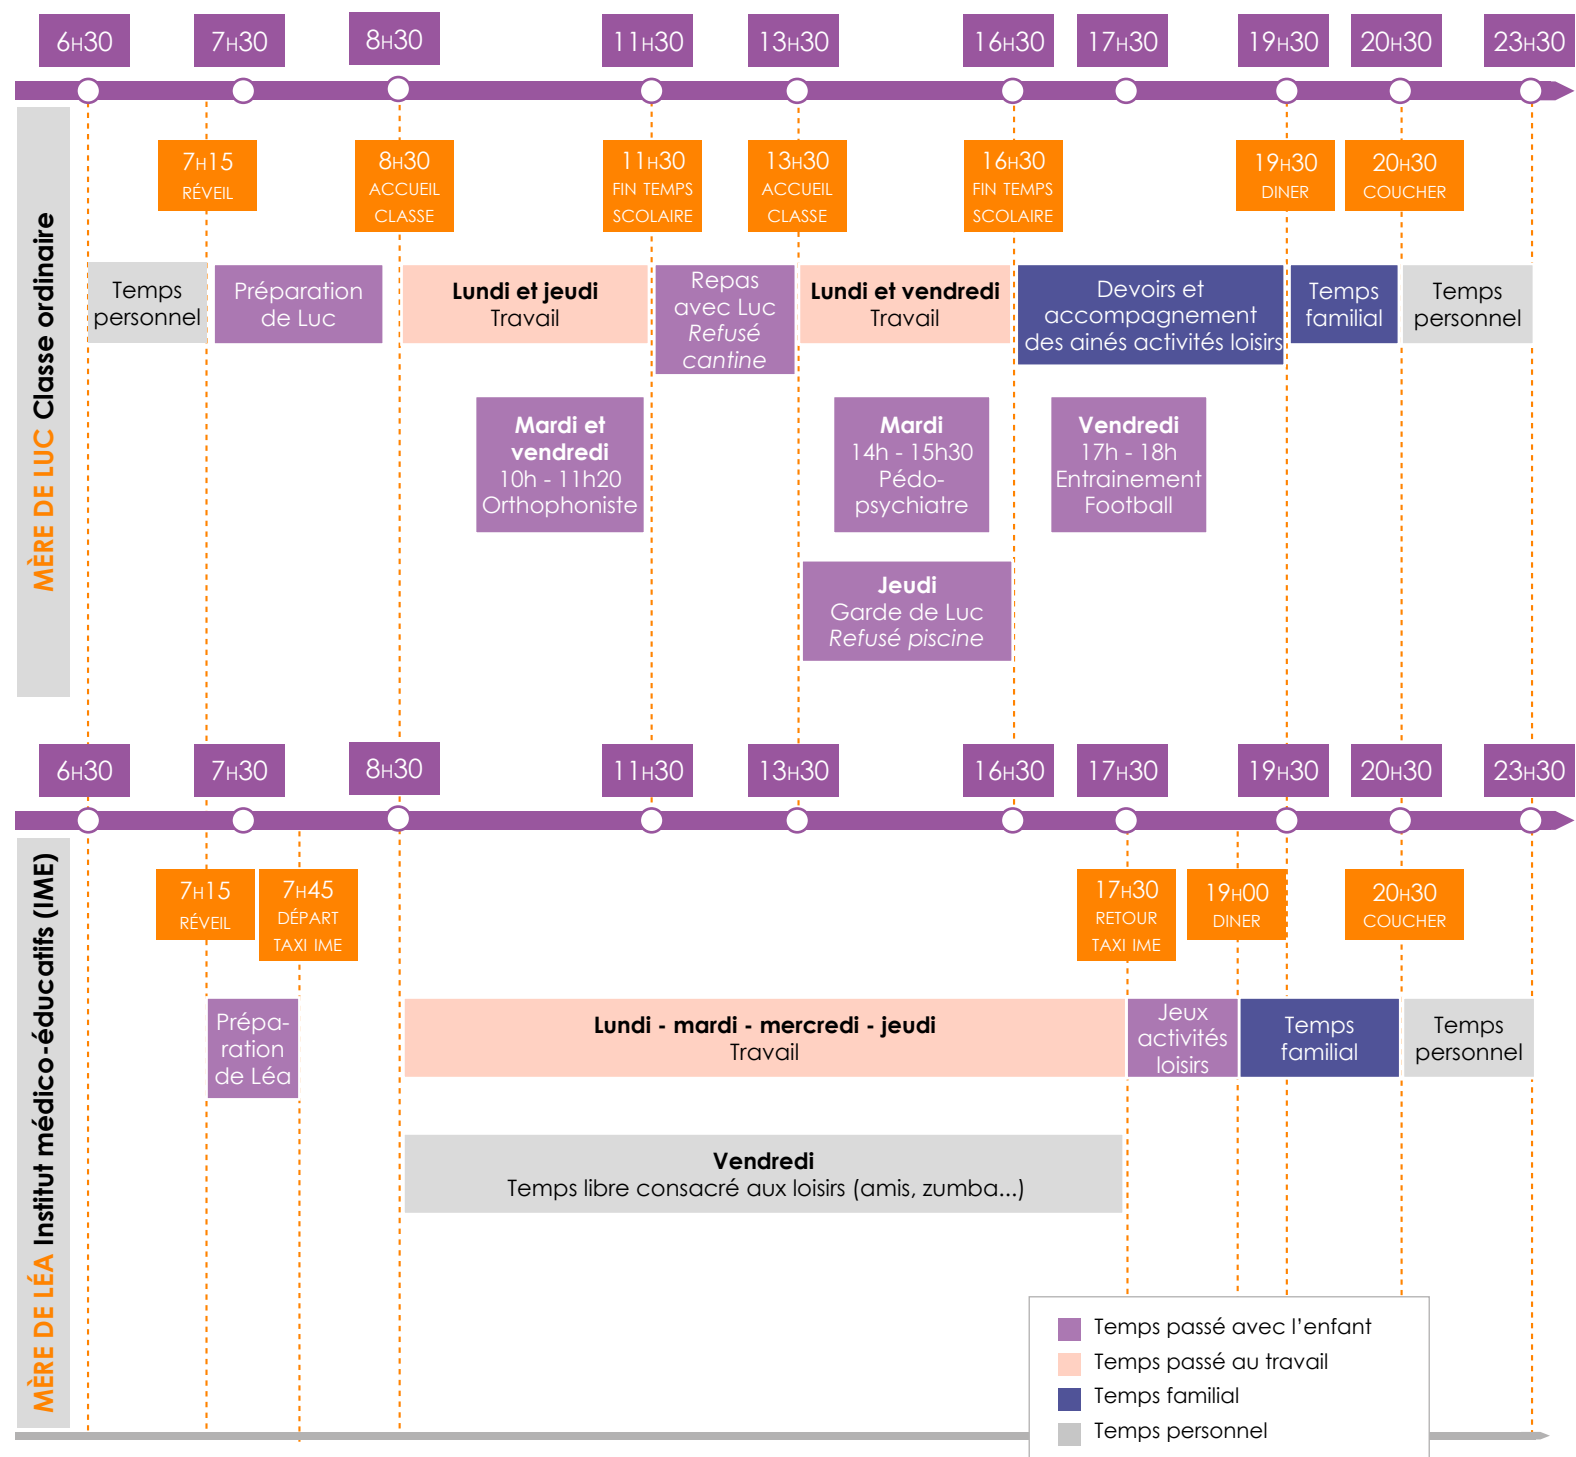 6H30 7H30 8H30 11H30 13H30 16H30 17H30 19H30 20H30 23H30
MÈRE DE LUC Classe ordinaire
7H15
RÉVEIL
8H30
ACCUEIL
CLASSE
11H30
FIN TEMPS
SCOLAIRE
13H30
ACCUEIL
CLASSE
16H30
FIN TEMPS
SCOLAIRE
19H30
DINER
20H30
COUCHER
Temps
personnel
Préparation
de Luc
Lundi et jeudi
Travail
Repas
avec Luc
Refusé
cantine
Lundi et vendredi
Travail
Devoirs et
accompagnement
des ainés activités loisirs
Temps
familial
Temps
personnel
Mardi et
vendredi
10h - 11h20
Orthophoniste
Mardi
14h - 15h30
Pédo-
psychiatre
Vendredi
17h - 18h
Entrainement
Football
Jeudi
Garde de Luc
Refusé piscine
6H30 7H30 8H30 11H30 13H30 16H30 17H30 19H30 20H30 23H30
MÈRE DE LÉA Institut médico-éducatifs (IME)
7H15
RÉVEIL
7H45
DÉPART
TAXI IME
17H30
RETOUR
TAXI IME
19H00
DINER
20H30
COUCHER
Prépa-
ration
de Léa
Lundi - mardi - mercredi - jeudi
Travail
Jeux
activités
loisirs
Temps
familial
Temps
personnel
Vendredi
Temps libre consacré aux loisirs (amis, zumba...)
Temps passé avec l'enfant
Temps passé au travail
Temps familial
Temps personnel